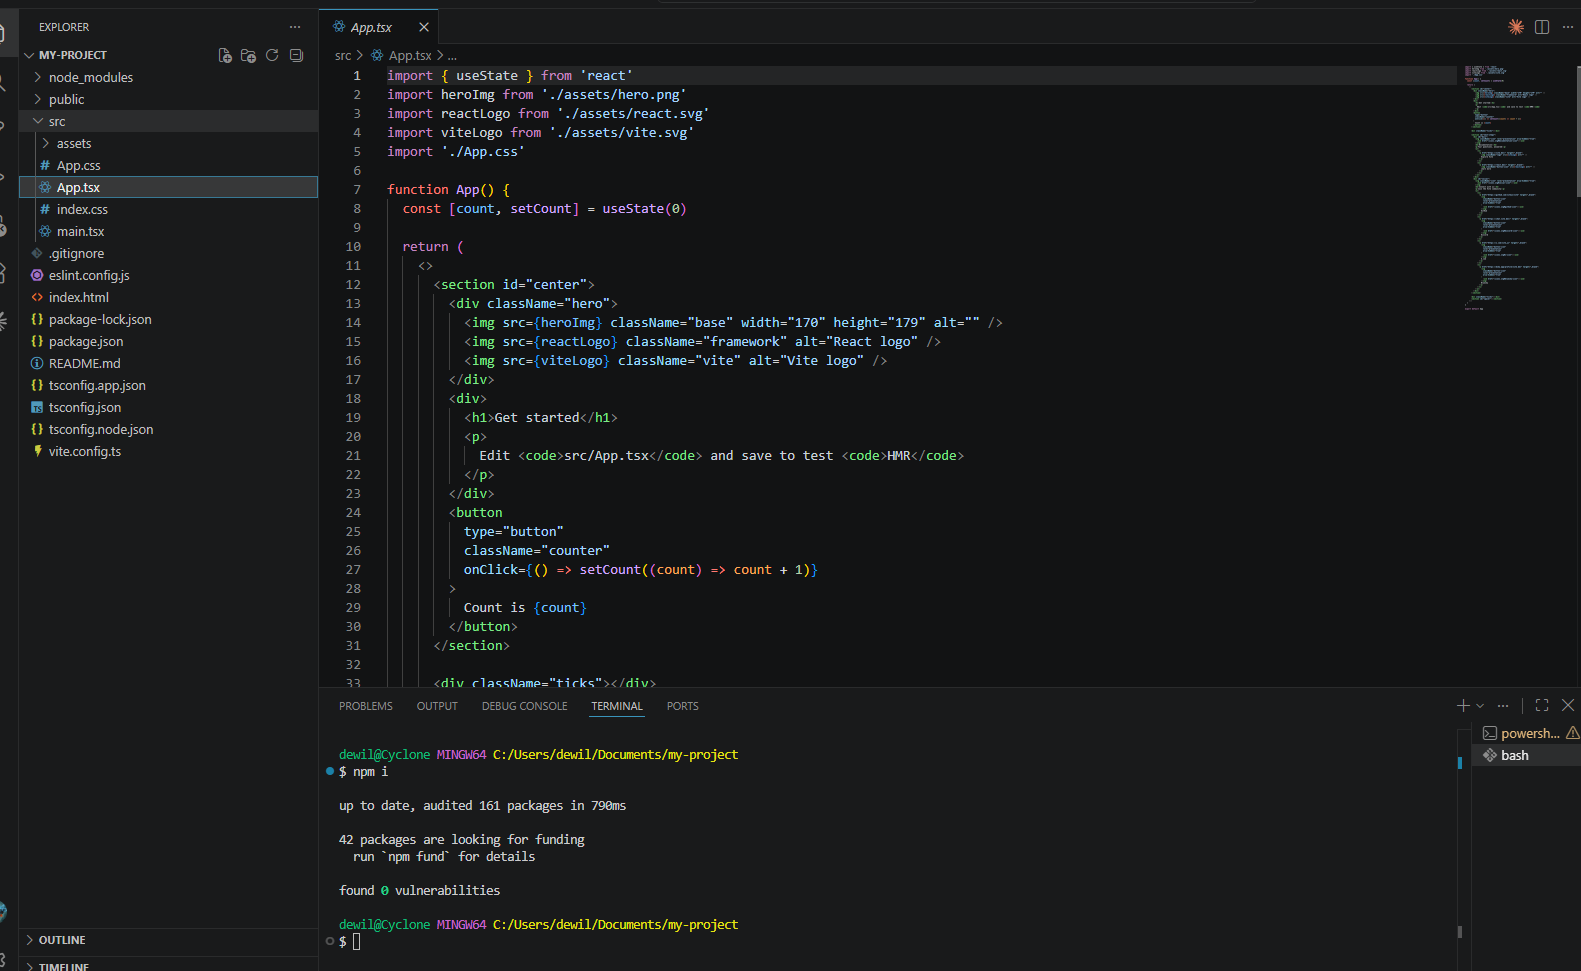 EXPLORER
MY-PROJECT
node_modules
public
src
assets
# App.css
App.tsx
# index.css
main.tsx
.gitignore
eslint.config.js
<> index.html
{} package-lock.json
{} package.json
README.md
{} tsconfig.app.json
TS tsconfig.json
{} tsconfig.node.json
vite.config.ts
OUTLINE
TIMELINE
App.tsx
src > App.tsx > ...
1 import { useState } from 'react'
2 import heroImg from './assets/hero.png'
3 import reactLogo from './assets/react.svg'
4 import viteLogo from './assets/vite.svg'
5 import './App.css'
6
7 function App() {
8 const [count, setCount] = useState(0)
9
10 return (
11 <>
12 <section id="center">
13 <div className="hero">
14 <img src={heroImg} className="base" width="170" height="179" alt="" />
15 <img src={reactLogo} className="framework" alt="React logo" />
16 <img src={viteLogo} className="vite" alt="Vite logo" />
17 </div>
18 <div>
19 <h1>Get started</h1>
20 <p>
21 Edit <code>src/App.tsx</code> and save to test <code>HMR</code>
22 </p>
23 </div>
24 <button
25 type="button"
26 className="counter"
27 onClick={() => setCount((count) => count + 1)}
28 >
29 Count is {count}
30 </button>
31 </section>
32
33 <div className="ticks"></div>
PROBLEMS OUTPUT DEBUG CONSOLE TERMINAL PORTS
dewil@Cyclone MINGW64 C:/Users/dewil/Documents/my-project
$ npm i
up to date, audited 161 packages in 790ms
42 packages are looking for funding
run `npm fund` for details
found 0 vulnerabilities
dewil@Cyclone MINGW64 C:/Users/dewil/Documents/my-project
$
powersh...
bash